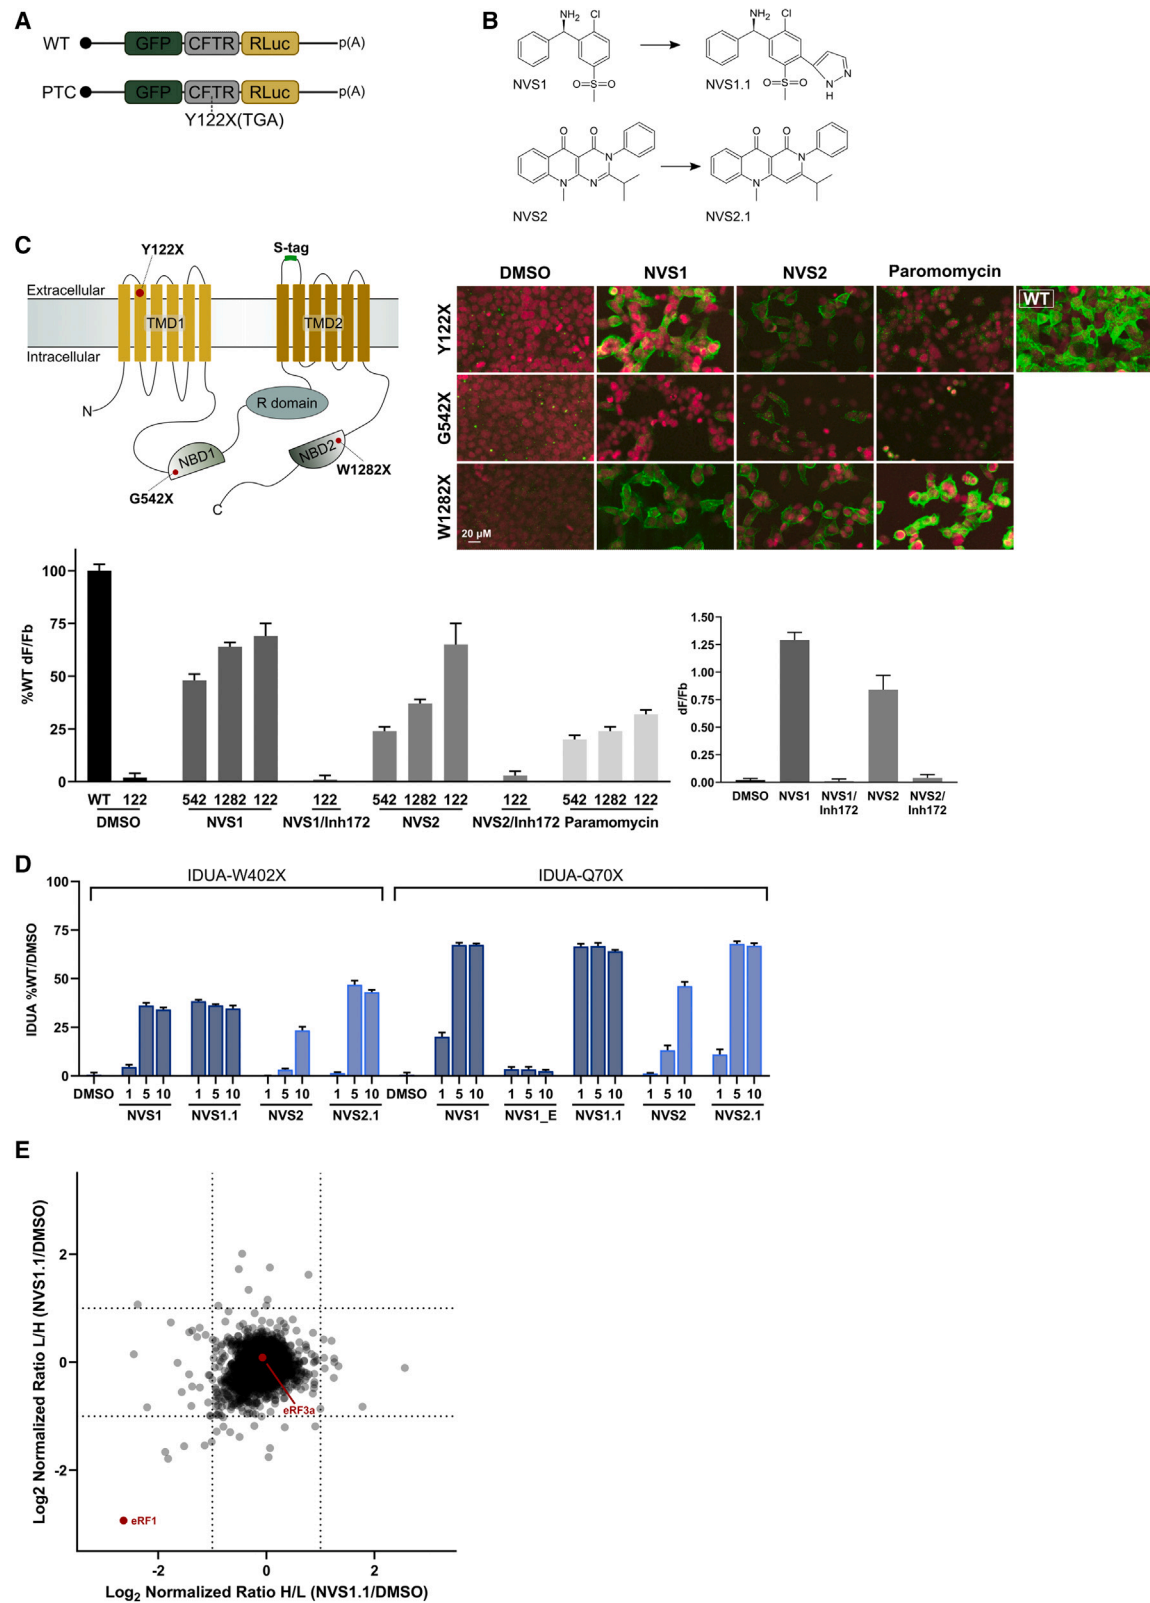 A
WT GFP CFTR RLuc p(A)
PTC GFP CFTR RLuc p(A)
Y122X(TGA)
B
NH2 Cl
O=S=O
NVS1
NH2 Cl
O=S=O
N
N
H
NVS1.1
O O
N
N N
NVS2
O O
N
N
NVS2.1
C
Y122X
S-tag
Extracellular
TMD1 TMD2
Intracellular
N
R domain
NBD1
NBD2
W1282X
G542X
C
DMSO NVS1 NVS2 Paromomycin
WT
Y122X
G542X
W1282X
20 µM
%WT dF/Fb
100
75
50
25
0
WT 122 542 1282 122 122 542 1282 122 122 542 1282 122
DMSO NVS1 NVS1/Inh172 NVS2 NVS2/Inh172 Paramomycin
dF/Fb
1.50
1.25
1.00
0.75
0.50
0.25
0.00
DMSO NVS1 NVS1/ NVS2 NVS2/
Inh172 Inh172
D
IDUA-W402X IDUA-Q70X
IDUA %WT/DMSO
100
75
50
25
0
DMSO 1 5 10 1 5 10 1 5 10 1 5 10 DMSO 1 5 10 1 5 10 1 5 10 1 5 10 1 5 10
NVS1 NVS1.1 NVS2 NVS2.1 NVS1 NVS1_E NVS1.1 NVS2 NVS2.1
E
Log2 Normalized Ratio L/H (NVS1.1/DMSO)
2
0
-2
eRF3a
eRF1
-2 0 2
Log2 Normalized Ratio H/L (NVS1.1/DMSO)